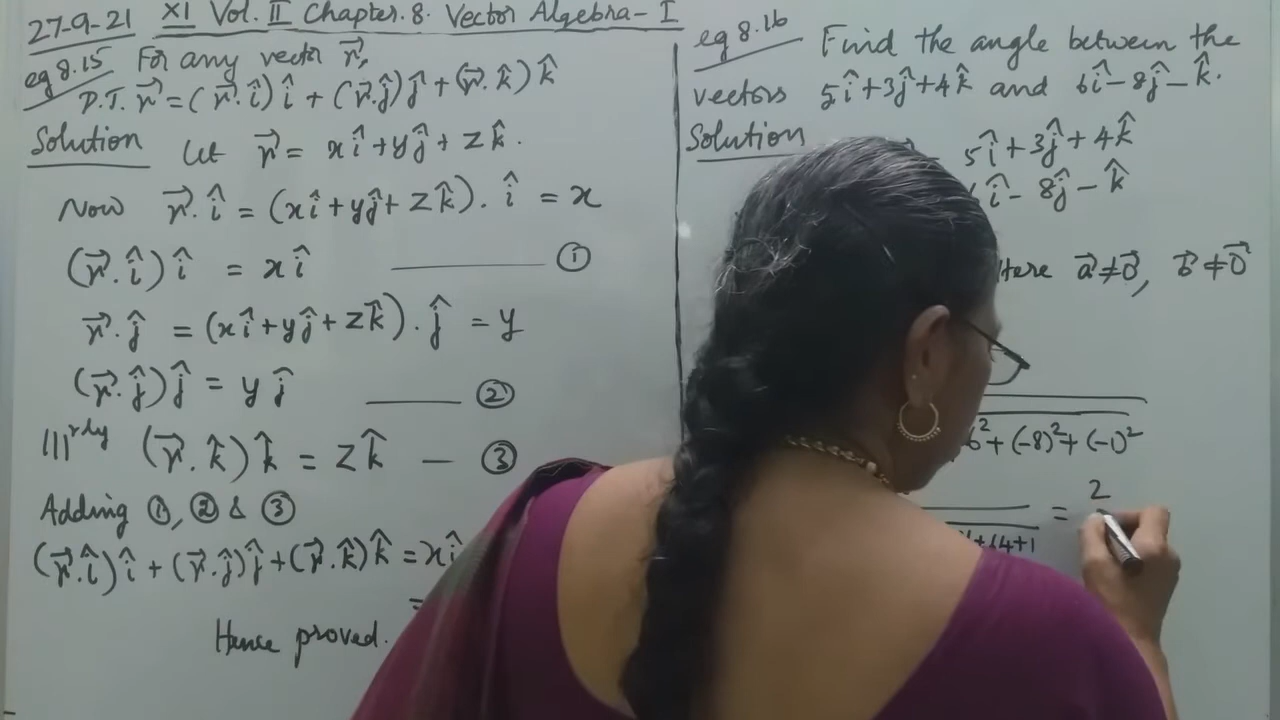 27-9-21 XI Vol. II Chapter. 8. Vector Algebra - I
eg 8.15 For any vector r⃗,
P.T. r⃗ = (r⃗.î)î + (r⃗.ĵ)ĵ + (r⃗.k̂)k̂
Solution Let r⃗ = xî + yĵ + zk̂.
Now r⃗.î = (xî + yĵ + zk̂). î = x
(r⃗.î)î = xî ——— ①
r⃗.ĵ = (xî + yĵ + zk̂). ĵ = y
(r⃗.ĵ)ĵ = yĵ ——— ②
|||rly (r⃗.k̂)k̂ = zk̂ — ③
Adding ①, ② & ③
(r⃗.î)î + (r⃗.ĵ)ĵ + (r⃗.k̂)k̂ = xî
=
Hence proved.
eg 8.16 Find the angle between the
vectors 5î + 3ĵ + 4k̂ and 6î - 8ĵ - k̂.
Solution
5î + 3ĵ + 4k̂
î - 8ĵ - k̂
Here a⃗ ≠ 0⃗, b⃗ ≠ 0⃗
6² + (-8)² + (-1)²
= 2
+64+1